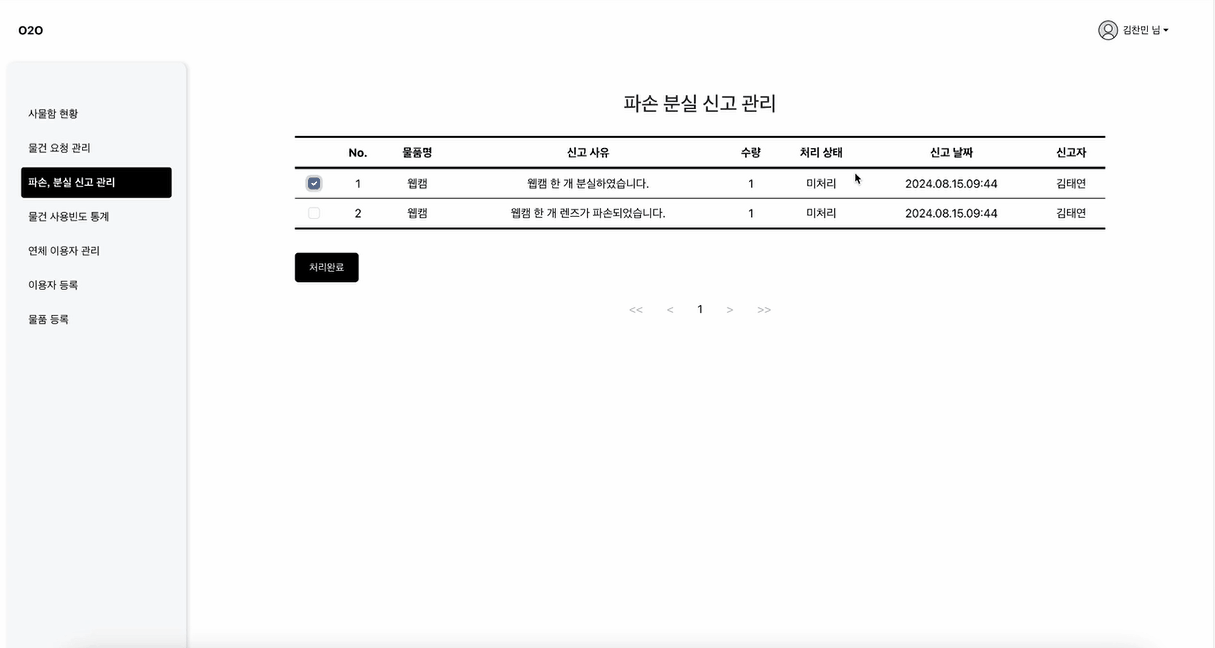 O2O
김찬민 님
사물함 현황
물건 요청 관리
파손, 분실 신고 관리
물건 사용빈도 통계
연체 이용자 관리
이용자 등록
물품 등록
파손 분실 신고 관리
No. 물품명 신고 사유 수량 처리 상태 신고 날짜 신고자
1 웹캠 웹캠 한 개 분실하였습니다. 1 미처리 2024.08.15.09:44 김태연
2 웹캠 웹캠 한 개 렌즈가 파손되었습니다. 1 미처리 2024.08.15.09:44 김태연
처리완료
<< < 1 > >>